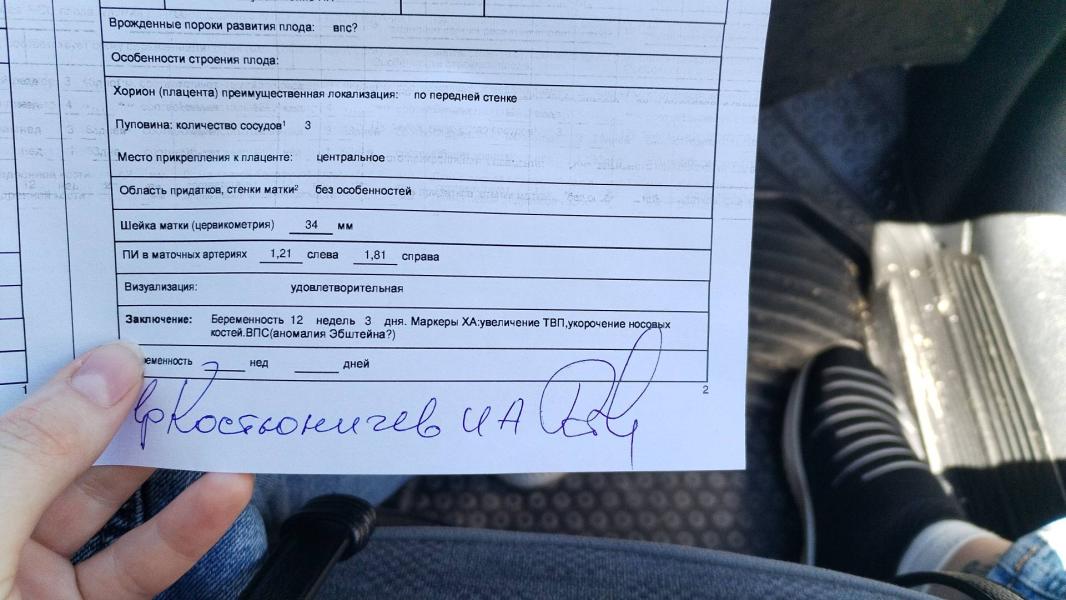 Врожденные пороки развития плода: впс?
Особенности строения плода:
Хорион (плацента) преимущественная локализация: по передней стенке
Пуповина: количество сосудов¹ 3
Место прикрепления к плаценте: центральное
Область придатков, стенки матки² без особенностей
Шейка матки (цервикометрия) 34 мм
ПИ в маточных артериях 1,21 слева 1,81 справа
Визуализация: удовлетворительная
Заключение: Беременность 12 недель 3 дня. Маркеры ХА:увеличение ТВП,укорочение носовых
костей.ВПС(аномалия Эбштейна?)
еменность нед дней
1
2
Костюничев И А